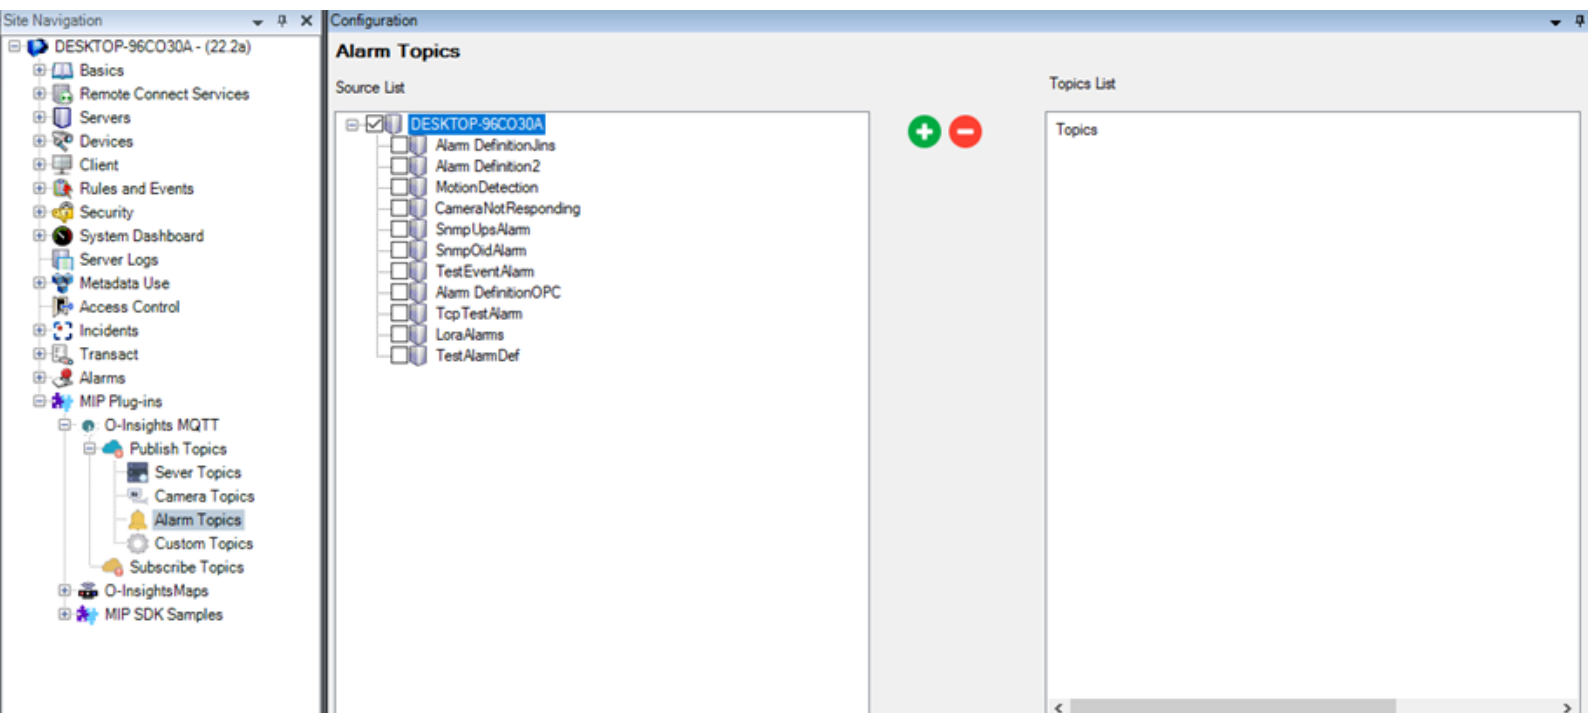 Site Navigation
DESKTOP-96CO30A - (22.2a)
Basics
Remote Connect Services
Servers
Devices
Client
Rules and Events
Security
System Dashboard
Server Logs
Metadata Use
Access Control
Incidents
Transact
Alarms
MIP Plug-ins
O-Insights MQTT
Publish Topics
Sever Topics
Camera Topics
Alarm Topics
Custom Topics
Subscribe Topics
O-InsightsMaps
MIP SDK Samples
Configuration
Alarm Topics
Source List
DESKTOP-96CO30A
Alarm DefinitionJins
Alarm Definition2
MotionDetection
CameraNotResponding
SnmpUpsAlarm
SnmpOidAlarm
TestEventAlarm
Alarm DefinitionOPC
TcpTestAlarm
LoraAlarms
TestAlarmDef
Topics List
Topics